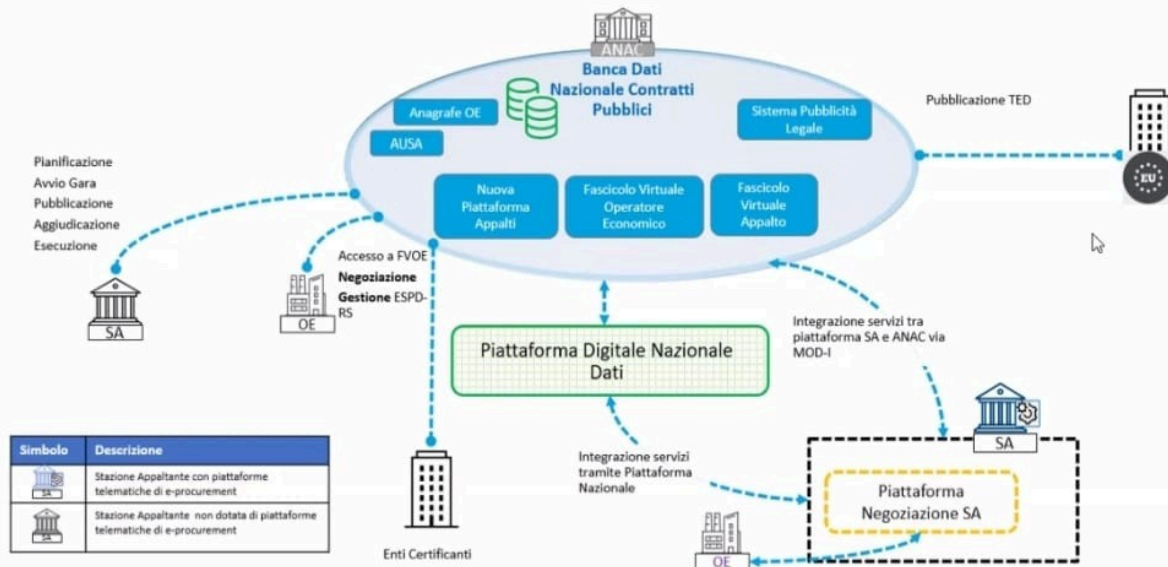 ANAC
Banca Dati
Nazionale Contratti
Pubblici
Anagrafe OE
AUSA
Sistema Pubblicità
Legale
Nuova
Piattaforma
Appalti
Fascicolo Virtuale
Operatore
Economico
Fascicolo
Virtuale
Appalto
Pubblicazione TED
EU
Pianificazione
Avvio Gara
Pubblicazione
Aggiudicazione
Esecuzione
SA
Accesso a FVOE
Negoziazione
Gestione ESPD-
RS
OE
Piattaforma Digitale Nazionale
Dati
Integrazione servizi tra
piattaforma SA e ANAC via
MOD-I
SA
Integrazione servizi
tramite Piattaforma
Nazionale
Piattaforma
Negoziazione SA
OE
Enti Certificanti
Simbolo Descrizione
SA Stazione Appaltante con piattaforme
telematiche di e-procurement
SA Stazione Appaltante non dotata di piattaforme
telematiche di e-procurement